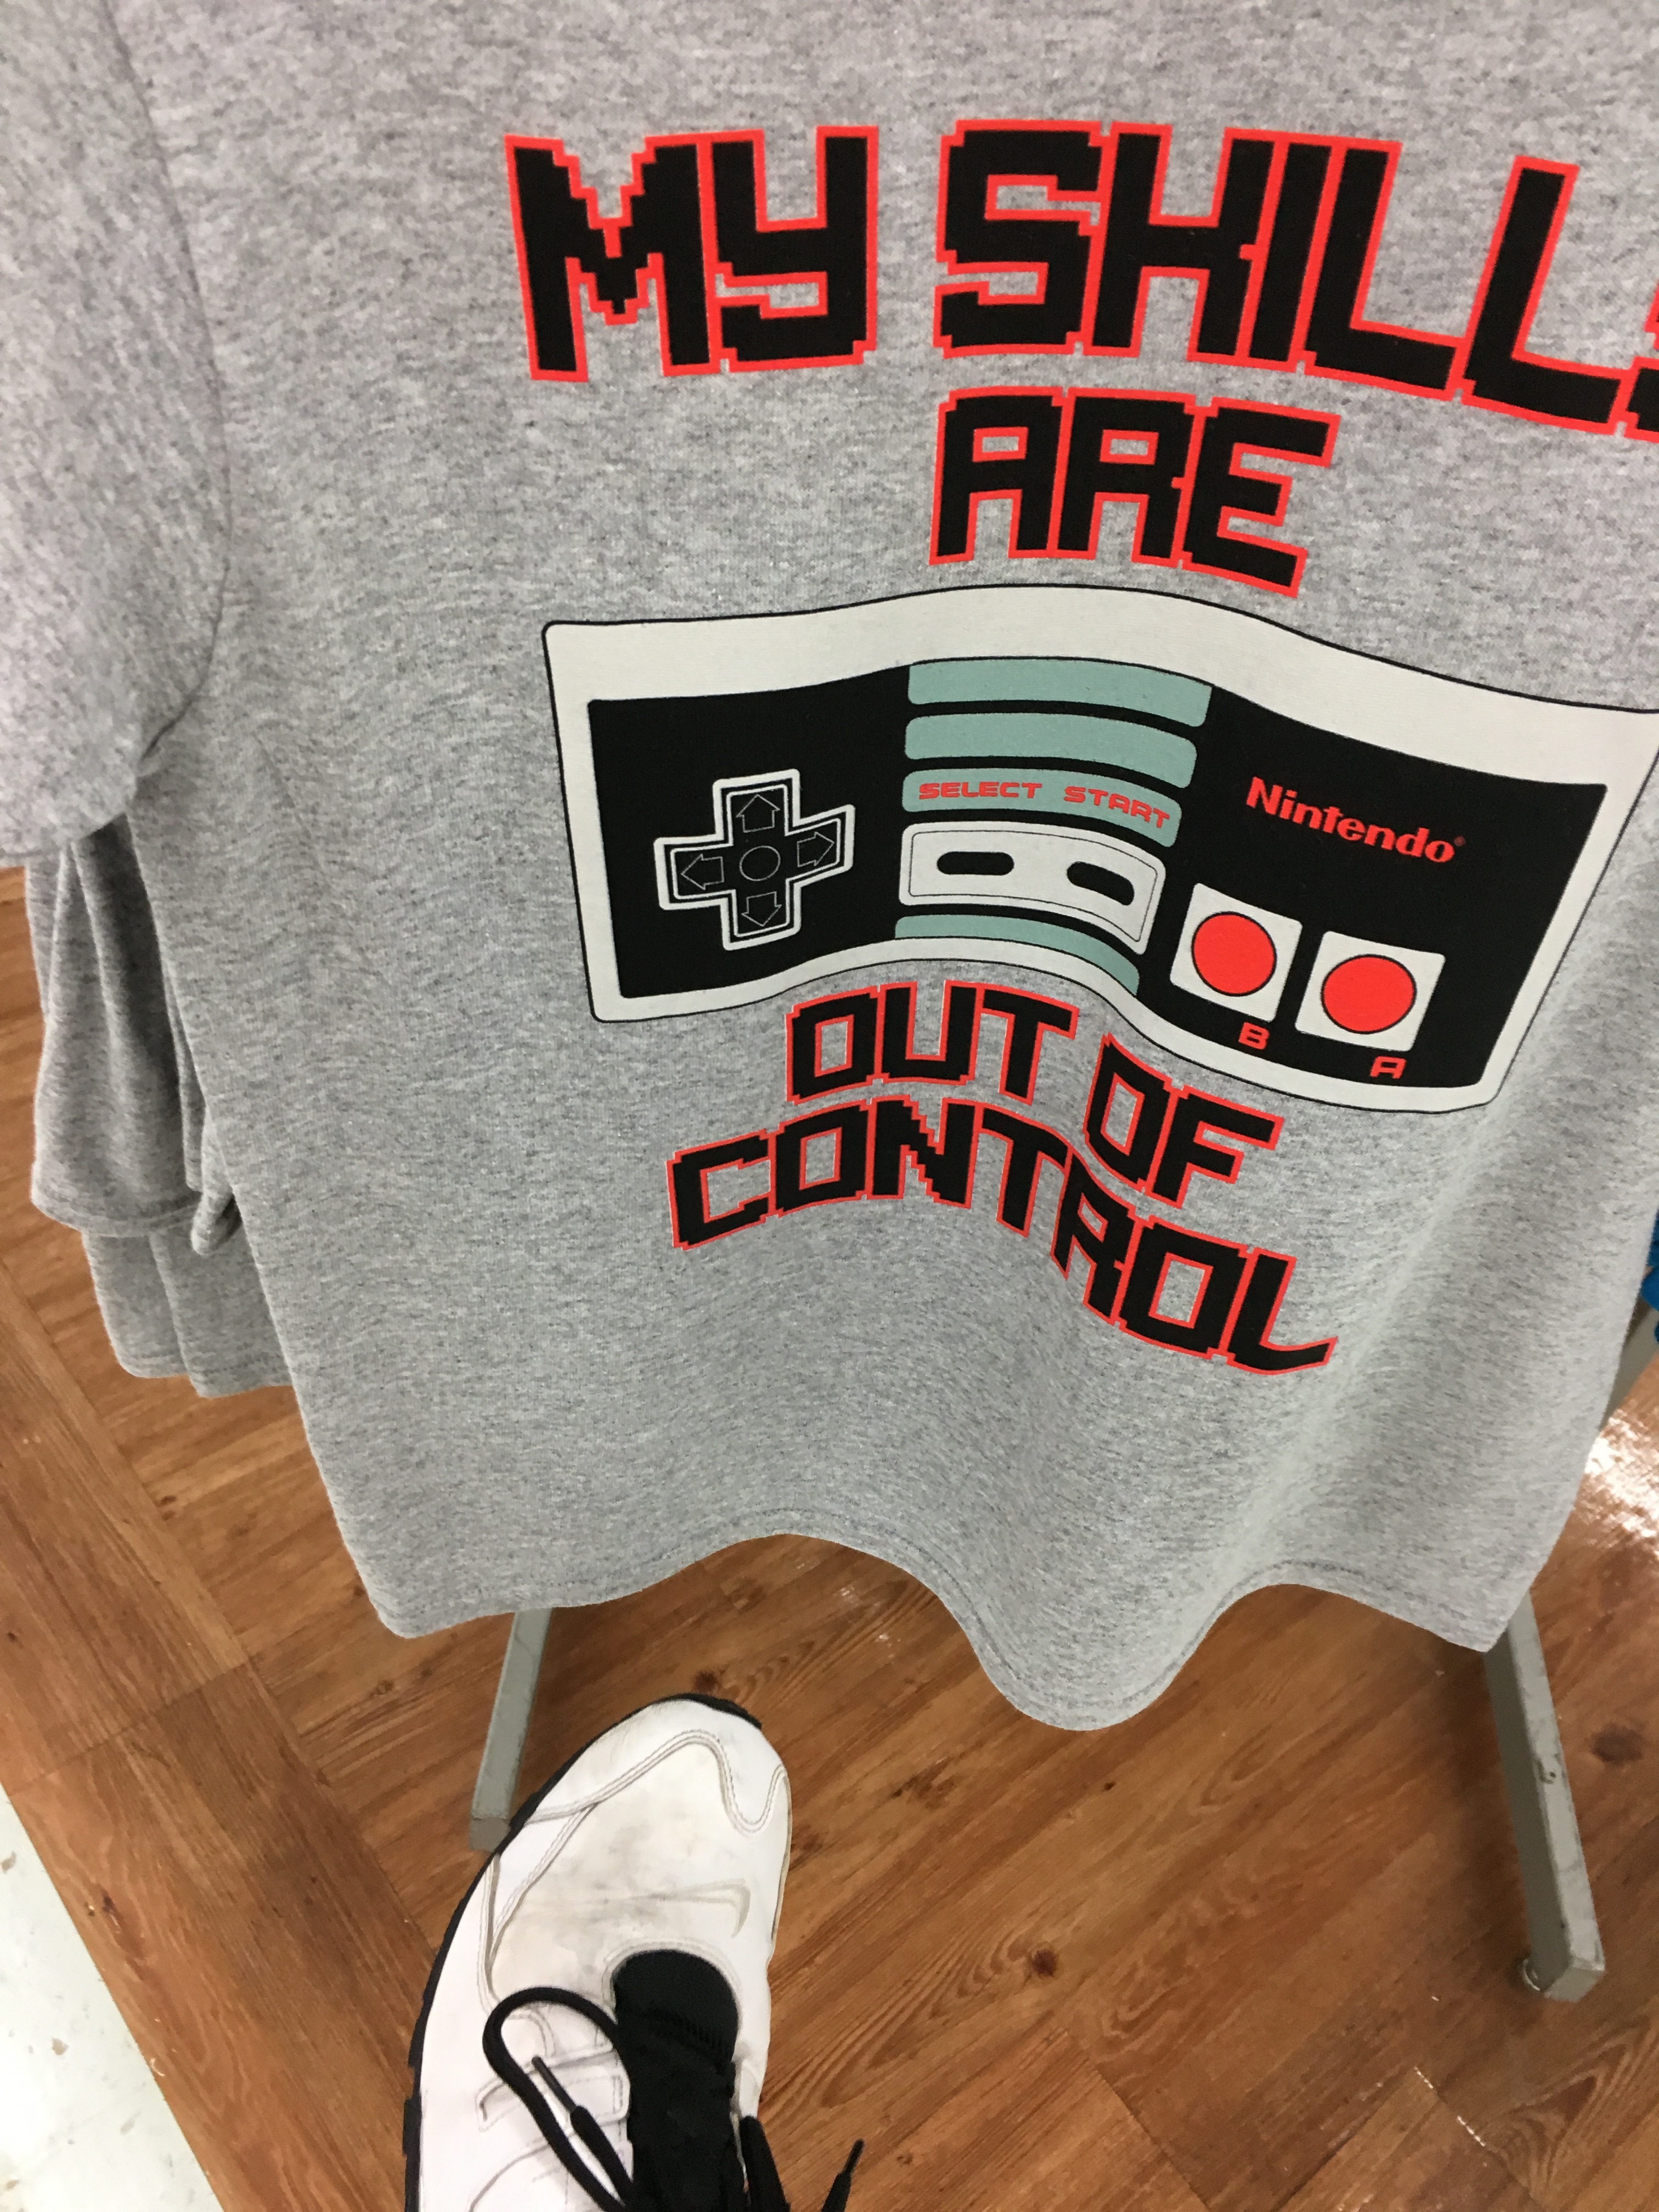 MY SKILLS
ARE
SELECT START
Nintendo®
B A
OUT OF
CONTROL